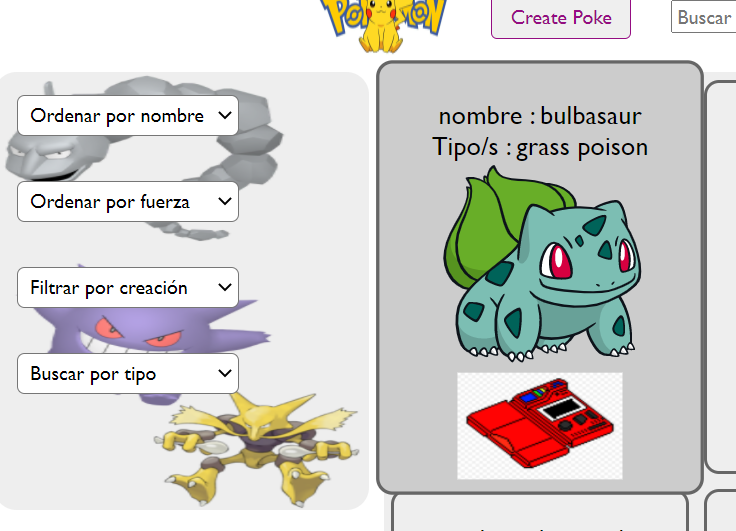 POKéMON
Create Poke
Buscar
Ordenar por nombre
Ordenar por fuerza
Filtrar por creación
Buscar por tipo
nombre : bulbasaur
Tipo/s : grass poison